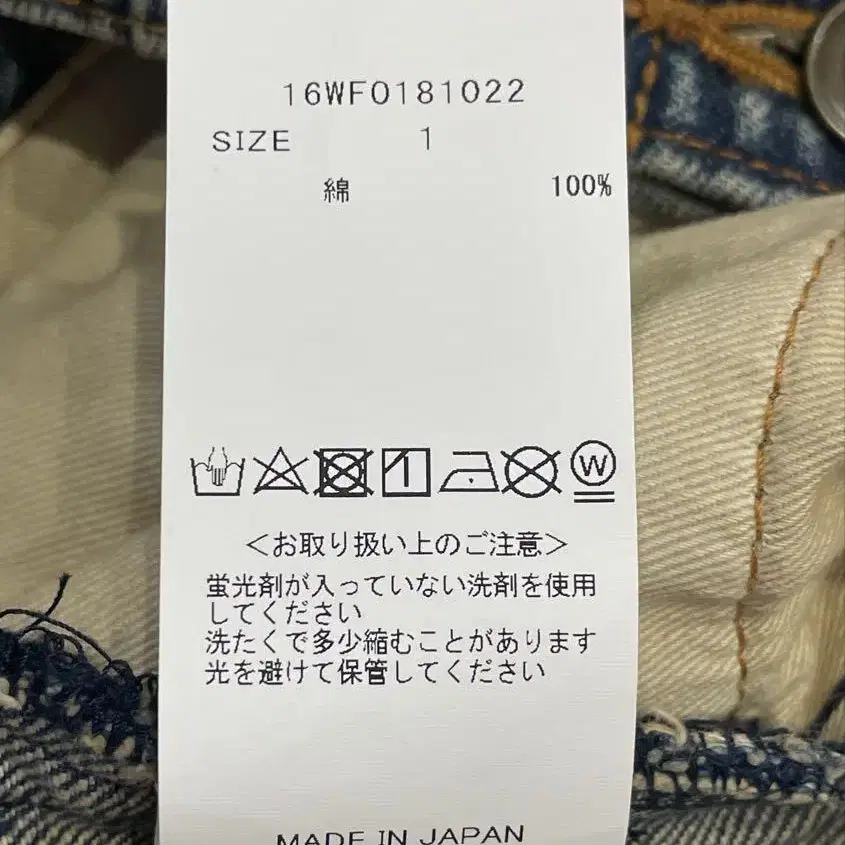 16WF0181022
SIZE 1
綿 100%
W
<お取り扱い上のご注意>
蛍光剤が入っていない洗剤を使用
してください
洗たくで多少縮むことがあります
光を避けて保管してください
MADE IN JAPAN